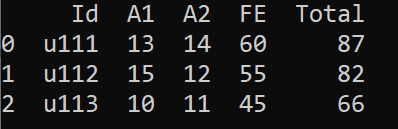 Id A1 A2 FE Total
0 u111 13 14 60 87
1 u112 15 12 55 82
2 u113 10 11 45 66